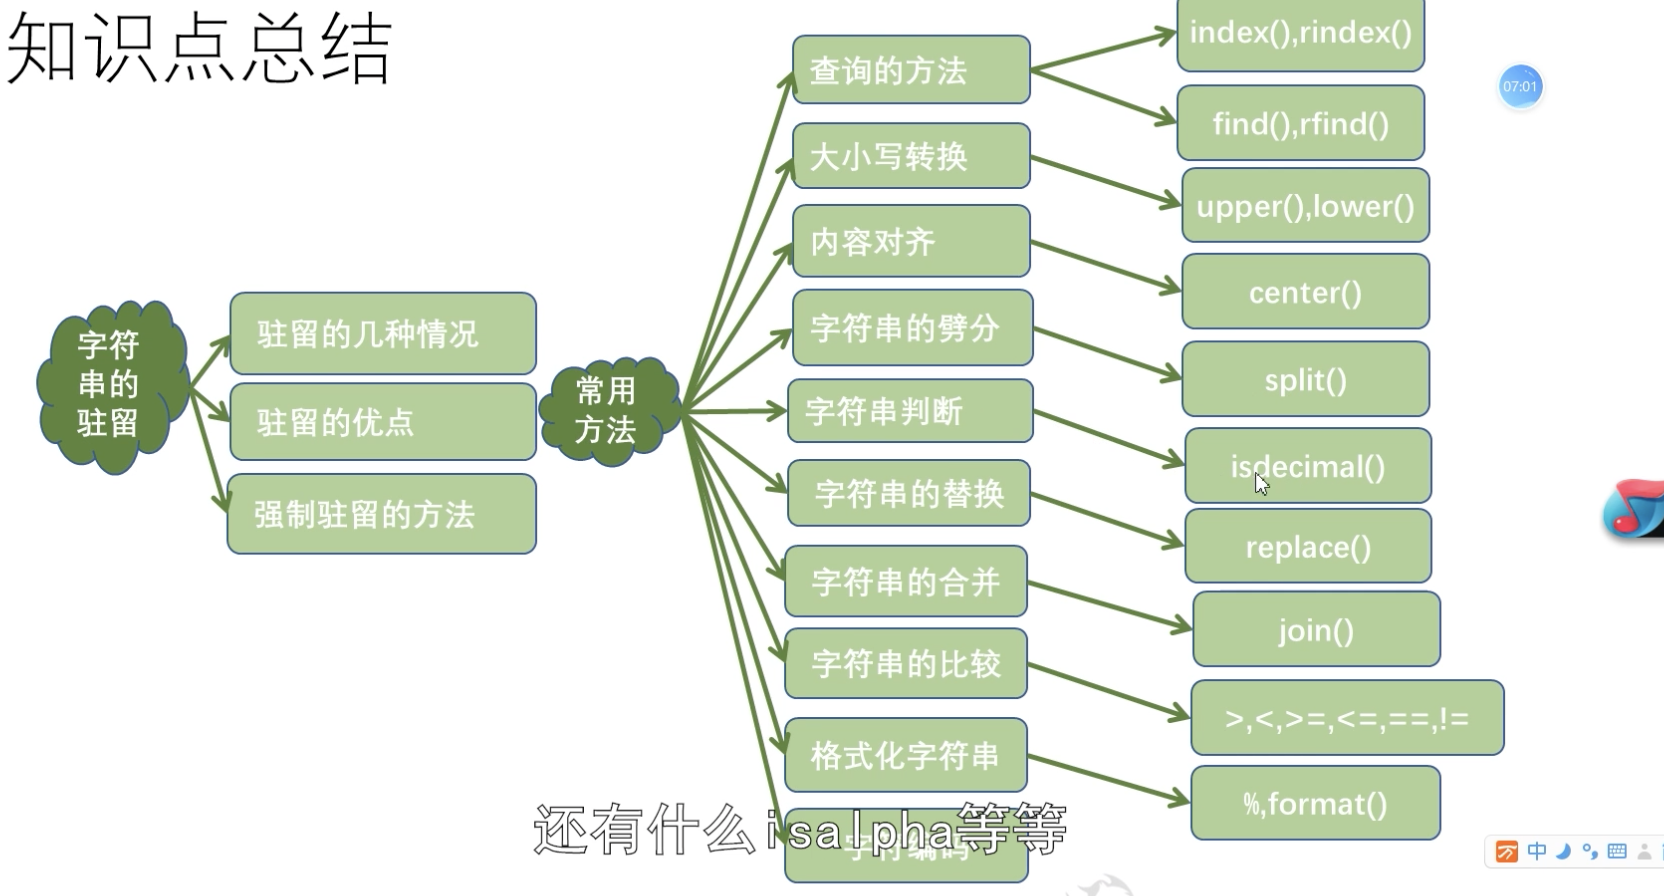 知识点总结
字符
串的
驻留
驻留的几种情况
驻留的优点
强制驻留的方法
常用
方法
查询的方法
index(),rindex()
find(),rfind()
大小写转换
upper(),lower()
内容对齐
center()
字符串的劈分
split()
字符串判断
isdecimal()
字符串的替换
replace()
字符串的合并
join()
字符串的比较
>,<,>=,<=,==,!=
格式化字符串
%,format()
字符编码
还有什么isalpha等等
07:01
中